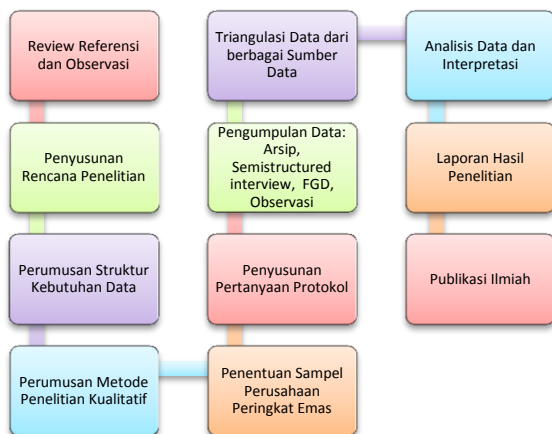 Review Referensi
dan Observasi
Penyusunan
Rencana Penelitian
Perumusan Struktur
Kebutuhan Data
Perumusan Metode
Penelitian Kualitatif
Penentuan Sampel
Perusahaan
Peringkat Emas
Penyusunan
Pertanyaan Protokol
Pengumpulan Data:
Arsip,
Semistructured
interview, FGD,
Observasi
Triangulasi Data dari
berbagai Sumber
Data
Analisis Data dan
Interpretasi
Laporan Hasil
Penelitian
Publikasi Ilmiah